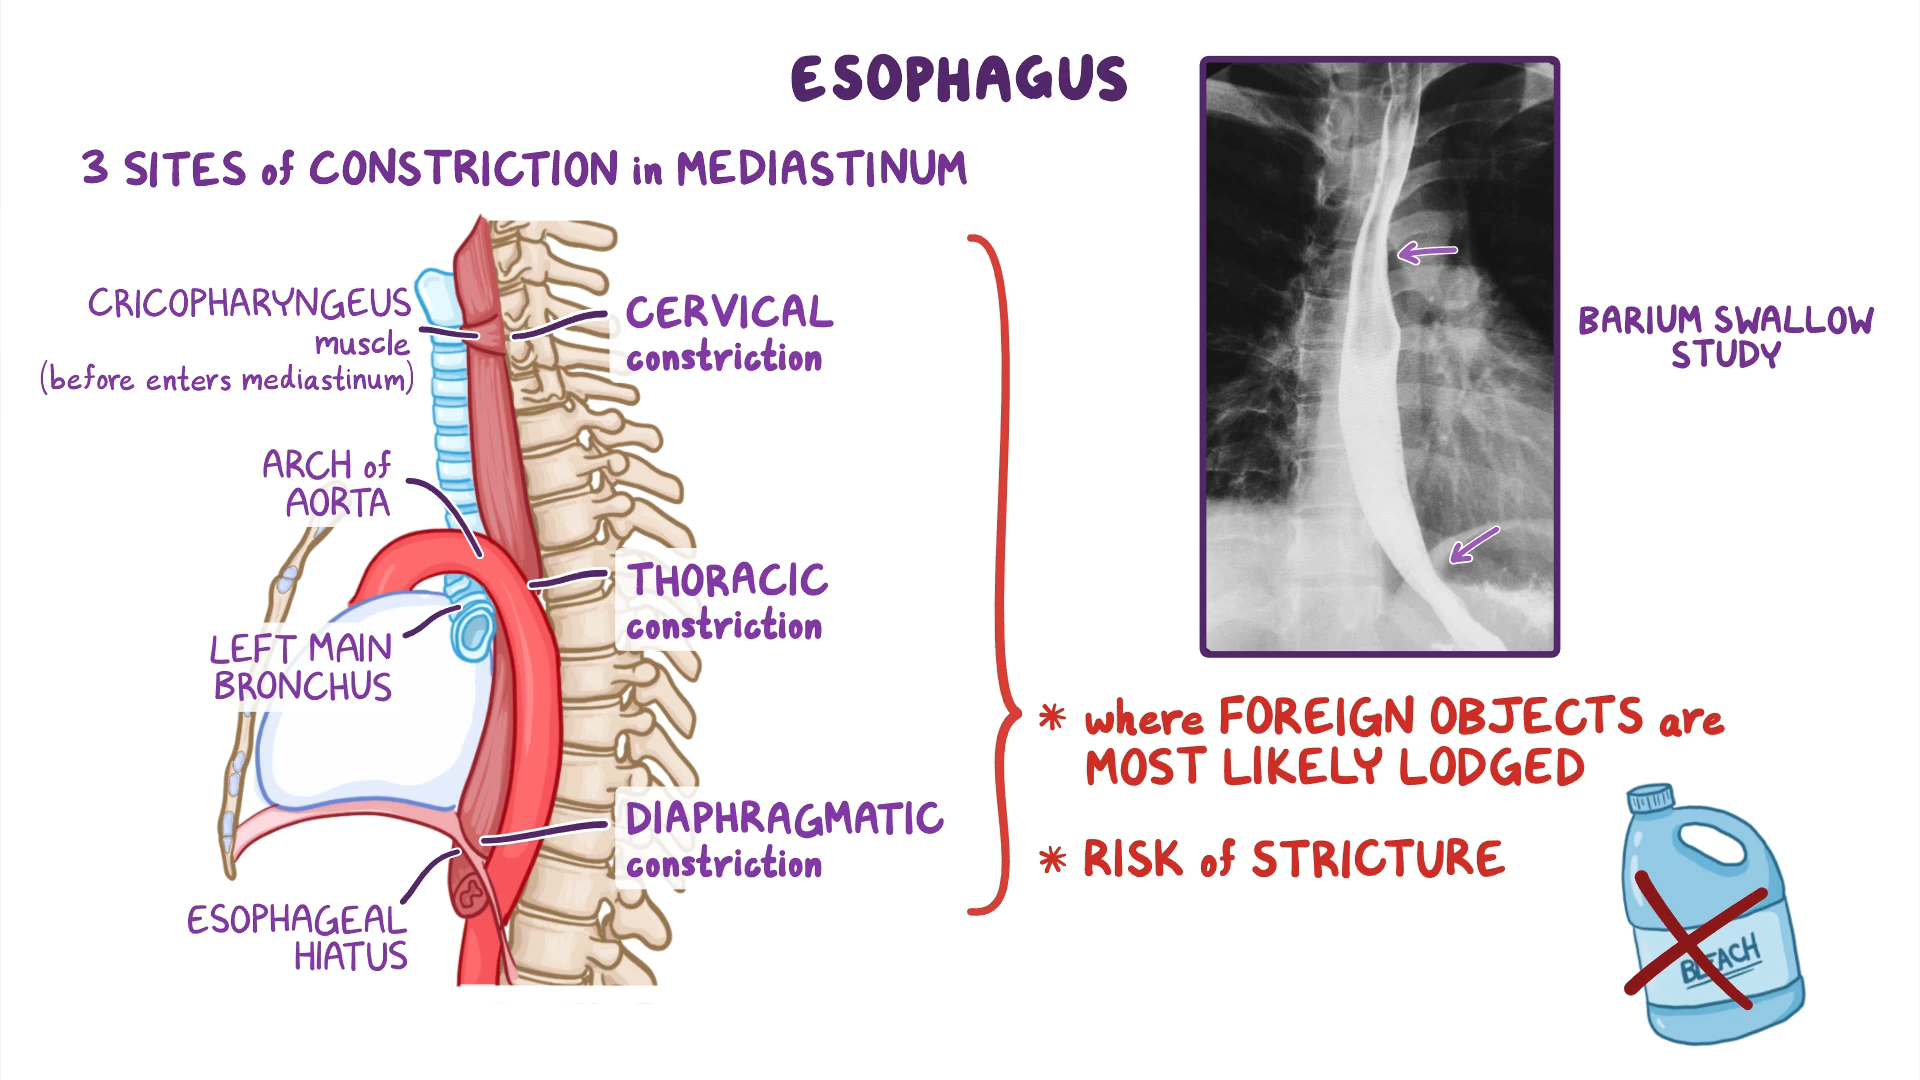 ESOPHAGUS
3 SITES of CONSTRICTION in MEDIASTINUM
CRICOPHARYNGEUS
muscle
(before enters mediastinum)
CERVICAL
constriction
ARCH of
AORTA
THORACIC
constriction
LEFT MAIN
BRONCHUS
DIAPHRAGMATIC
constriction
ESOPHAGEAL
HIATUS
BARIUM SWALLOW
STUDY
* where FOREIGN OBJECTS are
MOST LIKELY LODGED
* RISK of STRICTURE
BLEACH